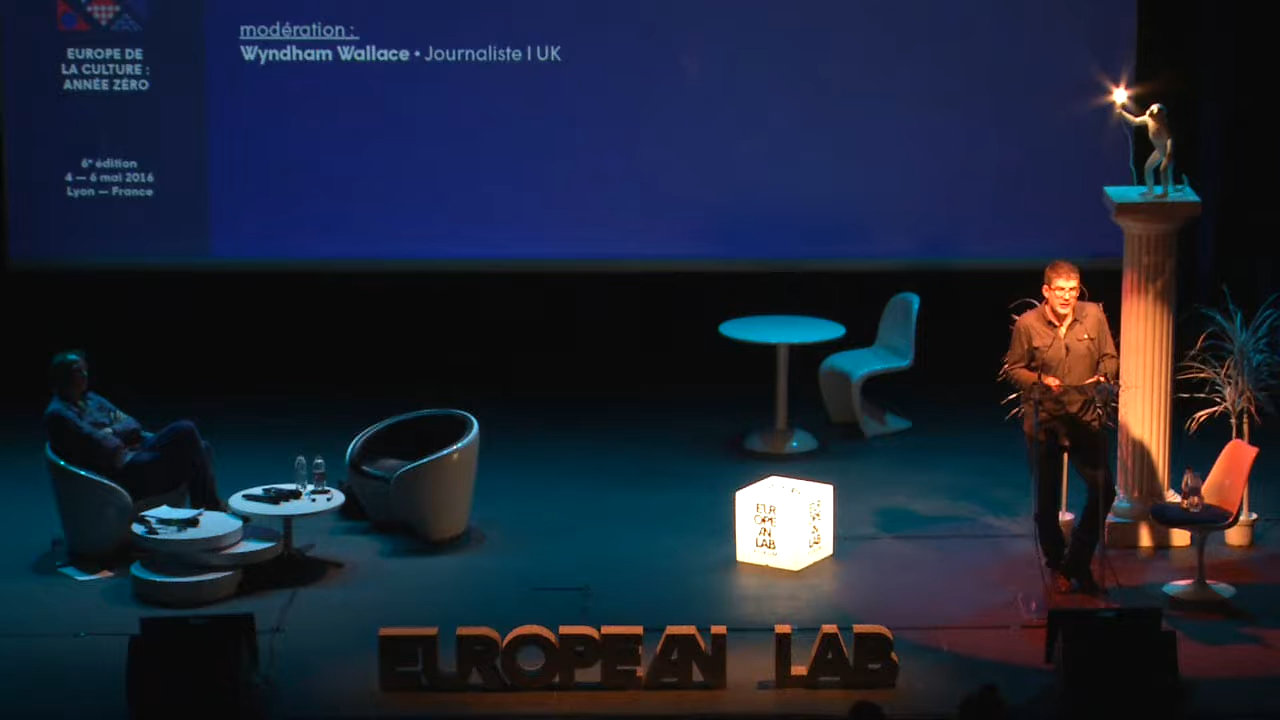 modération :
Wyndham Wallace • Journaliste | UK
EUROPE DE
LA CULTURE :
ANNÉE ZÉRO
6e édition
4 — 6 mai 2016
Lyon — France
EUR
OPE
AN
LAB
EUROPEAN LAB